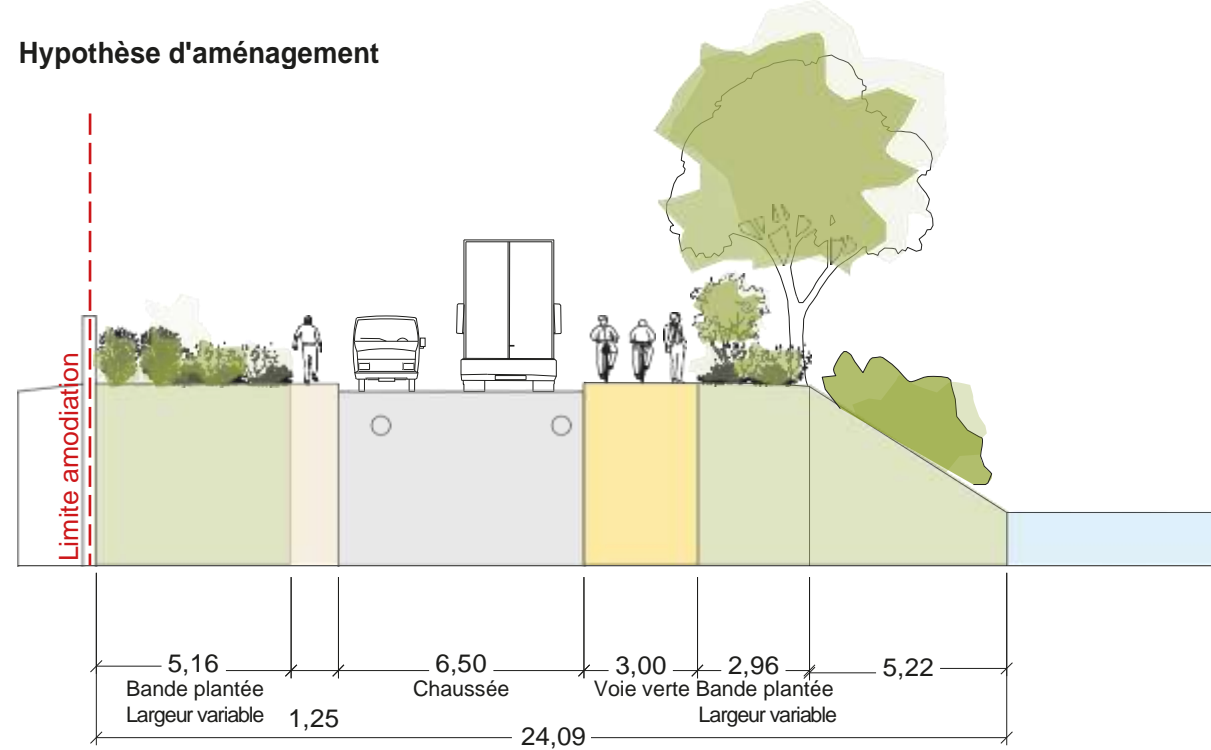 Hypothèse d'aménagement
Limite amodiation
5,16
6,50
3,00
2,96
5,22
Bande plantée
Largeur variable
1,25
Chaussée
Voie verte
Bande plantée
Largeur variable
24,09